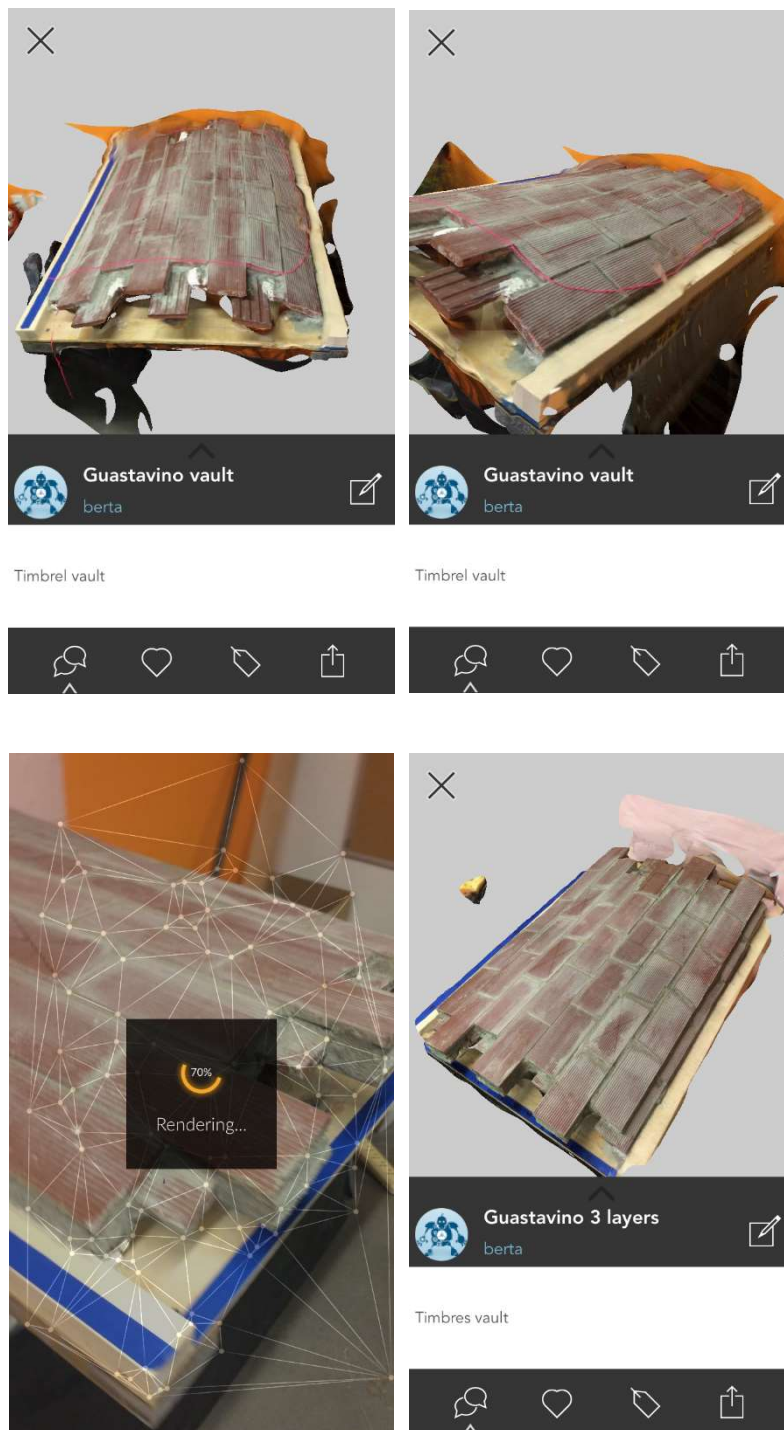 Guastavino vault
berta
Timbrel vault
Guastavino vault
berta
Timbrel vault
70%
Rendering...
Guastavino 3 layers
berta
Timbres vault